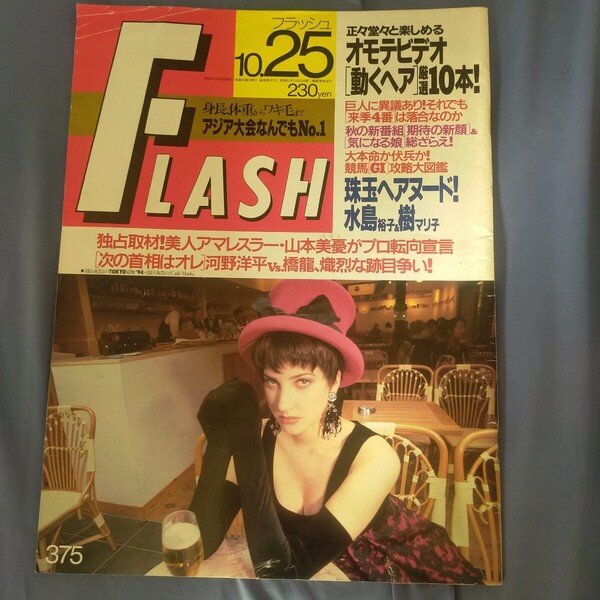 フラッシュ
FLASH
10.25
230yen
身長、体重からワキ毛まで
アジア大会なんでもNo.1
正々堂々と楽しめる
オモテビデオ
[動くヘア]厳選10本!
巨人に異議あり!それでも
「来季4番」は落合なのか
秋の新番組[期待の新顔]&
[気になる娘]総ざらえ!
大本命か伏兵か!
競馬[GI]攻略大図鑑
珠玉ヘアヌード!
水島裕子&樹マリ子
独占取材!美人アマレスラー・山本美憂がプロ転向宣言
[次の首相はオレ]河野洋平vs.橋龍、熾烈な跡目争い!
375